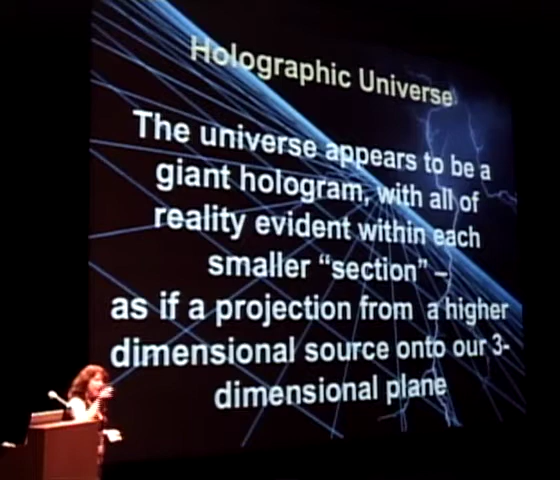 Holographic Universe
The universe appears to be a
giant hologram, with all of
reality evident within each
smaller “section” –
as if a projection from a higher
dimensional source onto our 3-
dimensional plane